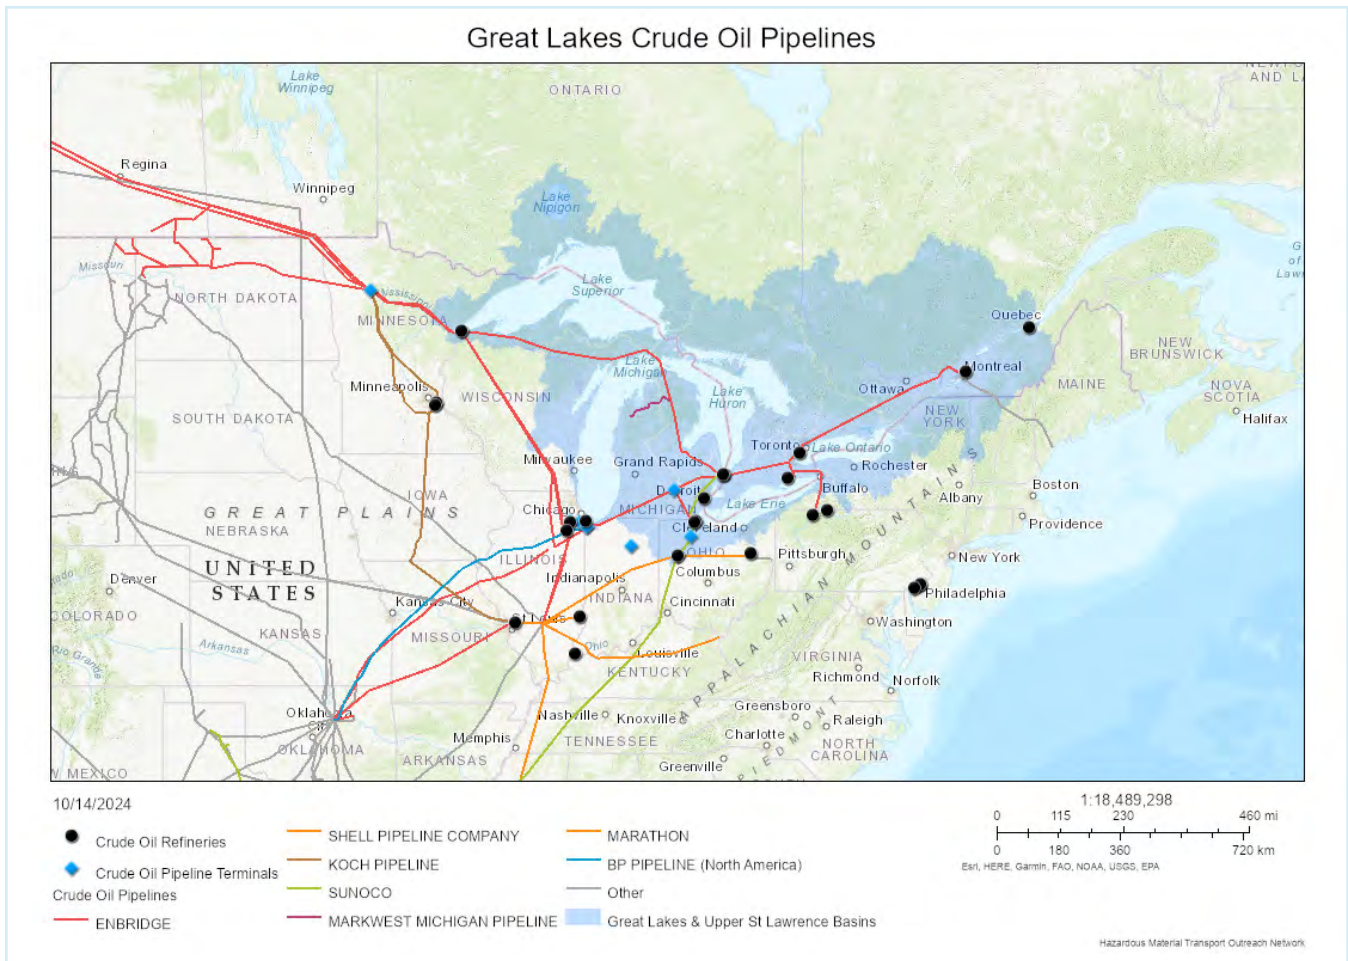 Great Lakes Crude Oil Pipelines
Lake
Winnipeg
ONTARIO
AND
Regina
Winnipeg
Lake
Nipigon
Missouri
NORTH DAKOTA
Mississippi
MINNESOTA
Lake
Superior
Quebec
G
of
NEW
BRUNSWICK
Montreal
Ottawa
MAINE
NOVA
SCOTIA
Halifax
Minneapolis
WISCONSIN
Lake
Michigan
Lake
Huron
NEW
YORK
SOUTH DAKOTA
Toronto
Lake Ontario
Milwaukee
Grand Rapids
Rochester
IOWA
Detroit
Buffalo
Albany
Boston
GREAT PLAINS
NEBRASKA
Chicago
MICHIGAN
Lake Erie
Cleveland
Providence
ILLINOIS
OHIO
Pittsburgh
New York
UNITED
STATES
Denver
Indianapolis
Columbus
INDIANA
Philadelphia
COLORADO
Kansas City
St Louis
Cincinnati
Washington
KANSAS
MISSOURI
Arkansas
Ohio
Louisville
Rio Grande
KENTUCKY
VIRGINIA
Richmond
Norfolk
APPALACHIAN MOUNTAINS
Oklahoma
OKLAHOMA
Nashville
Knoxville
Greensboro
Raleigh
Memphis
TENNESSEE
Charlotte
NORTH
CAROLINA
ARKANSAS
Greenville
PIEDMONT
W MEXICO
10/14/2024
Crude Oil Refineries
Crude Oil Pipeline Terminals
Crude Oil Pipelines
ENBRIDGE
SHELL PIPELINE COMPANY
KOCH PIPELINE
SUNOCO
MARKWEST MICHIGAN PIPELINE
MARATHON
BP PIPELINE (North America)
Other
Great Lakes & Upper St Lawrence Basins
1:18,489,298
0 115 230 460 mi
0 180 360 720 km
Esri, HERE, Garmin, FAO, NOAA, USGS, EPA
Hazardous Material Transport Outreach Network